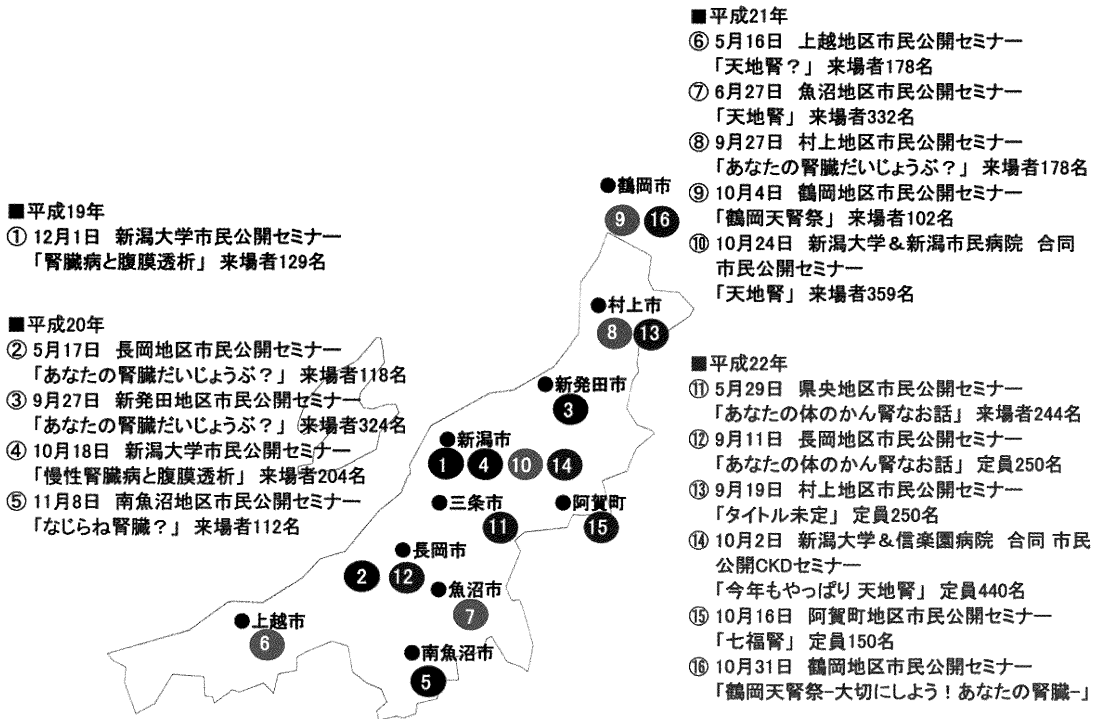 ■平成19年
① 12月1日 新潟大学市民公開セミナー
「腎臓病と腹膜透析」 来場者129名
■平成20年
② 5月17日 長岡地区市民公開セミナー
「あなたの腎臓だいじょうぶ？」 来場者118名
③ 9月27日 新発田地区市民公開セミナー
「あなたの腎臓だいじょうぶ？」 来場者324名
④ 10月18日 新潟大学市民公開セミナー
「慢性腎臓病と腹膜透析」 来場者204名
⑤ 11月8日 南魚沼地区市民公開セミナー
「なじらね腎臓？」 来場者112名
●鶴岡市
9 16
●村上市
8 13
●新発田市
3
●新潟市
1 4 10 14
●三条市
11
●阿賀町
15
●長岡市
2 12
●魚沼市
7
●上越市
6
●南魚沼市
5
■平成21年
⑥ 5月16日 上越地区市民公開セミナー
「天地腎？」 来場者178名
⑦ 6月27日 魚沼地区市民公開セミナー
「天地腎」 来場者332名
⑧ 9月27日 村上地区市民公開セミナー
「あなたの腎臓だいじょうぶ？」 来場者178名
⑨ 10月4日 鶴岡地区市民公開セミナー
「鶴岡天腎祭」 来場者102名
⑩ 10月24日 新潟大学＆新潟市民病院 合同
市民公開セミナー
「天地腎」 来場者359名
■平成22年
⑪ 5月29日 県央地区市民公開セミナー
「あなたの体のかん腎なお話」 来場者244名
⑫ 9月11日 長岡地区市民公開セミナー
「あなたの体のかん腎なお話」 定員250名
⑬ 9月19日 村上地区市民公開セミナー
「タイトル未定」 定員250名
⑭ 10月2日 新潟大学＆信楽園病院 合同 市民
公開CKDセミナー
「今年もやっぱり 天地腎」 定員440名
⑮ 10月16日 阿賀町地区市民公開セミナー
「七福腎」 定員150名
⑯ 10月31日 鶴岡地区市民公開セミナー
「鶴岡天腎祭-大切にしよう！あなたの腎臓-」